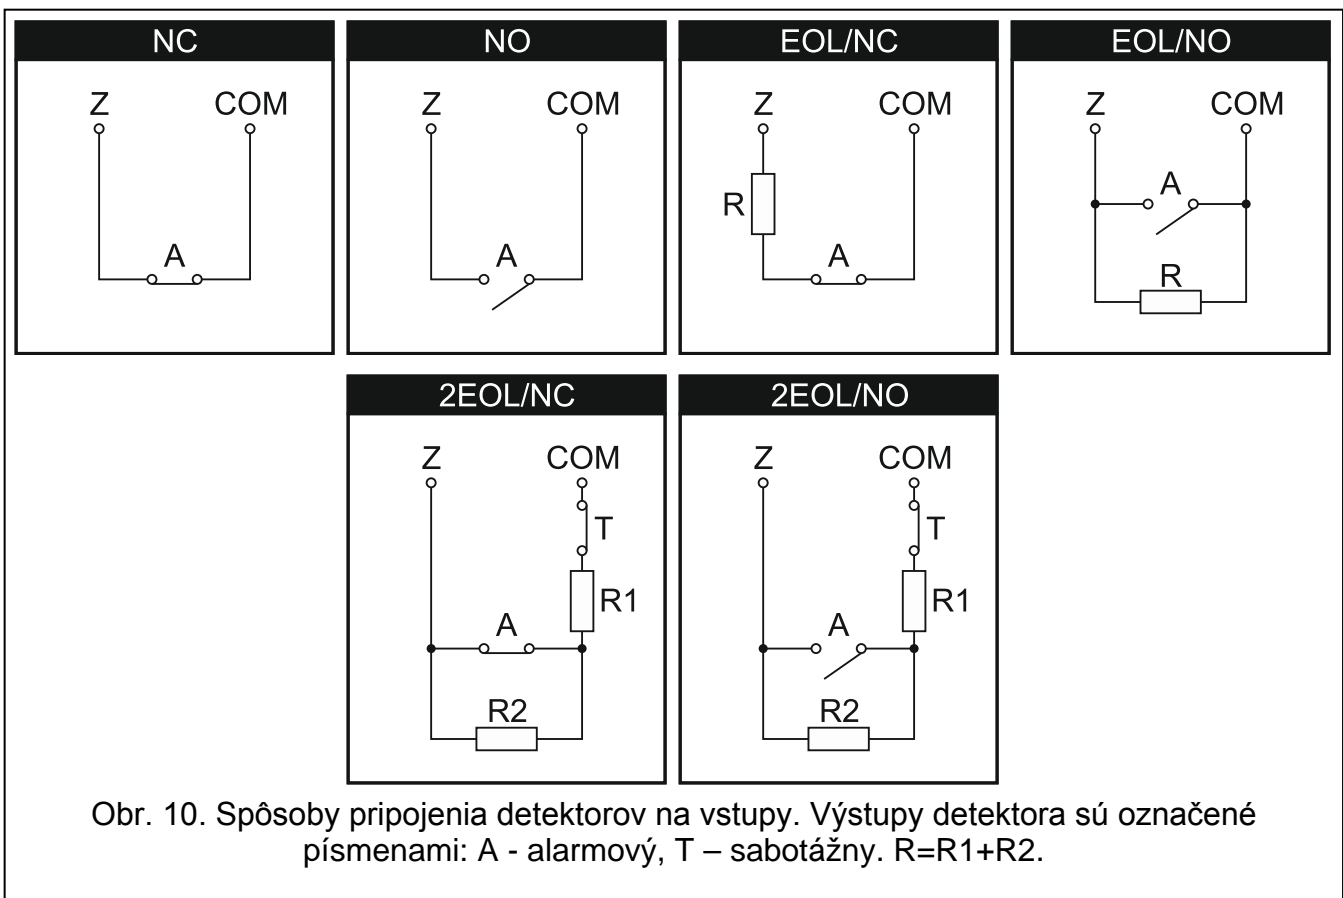 NC
Z COM
A
NO
Z COM
A
EOL/NC
Z COM
R
A
EOL/NO
Z COM
A
R
2EOL/NC
Z COM
T
R1
A
R2
2EOL/NO
Z COM
T
R1
A
R2
Obr. 10. Spôsoby pripojenia detektorov na vstupy. Výstupy detektora sú označené
písmenami: A - alarmový, T – sabotážny. R=R1+R2.